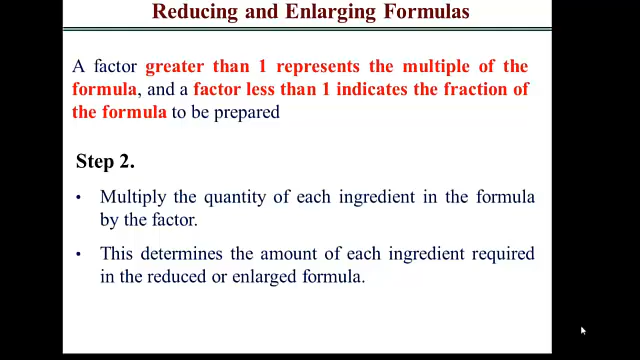 Reducing and Enlarging Formulas
A factor greater than 1 represents the multiple of the
formula, and a factor less than 1 indicates the fraction of
the formula to be prepared
Step 2.
• Multiply the quantity of each ingredient in the formula
by the factor.
• This determines the amount of each ingredient required
in the reduced or enlarged formula.